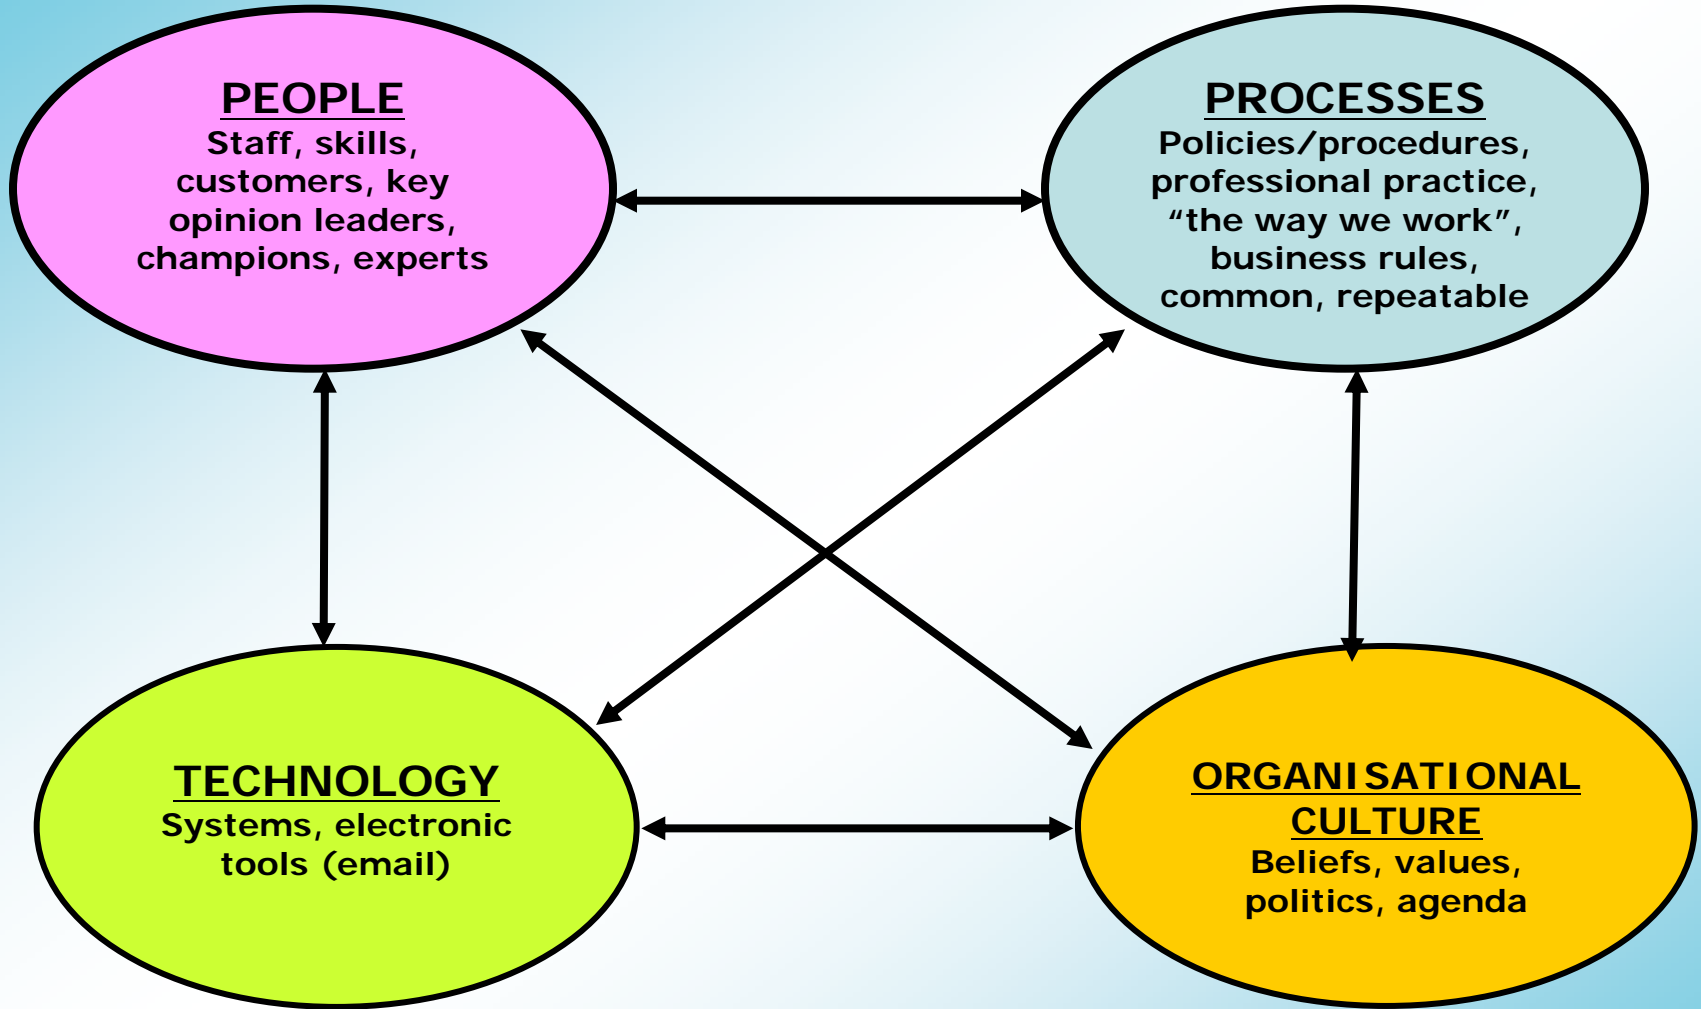 PEOPLE
Staff, skills,
customers, key
opinion leaders,
champions, experts
PROCESSES
Policies/procedures,
professional practice,
“the way we work”,
business rules,
common, repeatable
TECHNOLOGY
Systems, electronic
tools (email)
ORGANISATIONAL
CULTURE
Beliefs, values,
politics, agenda